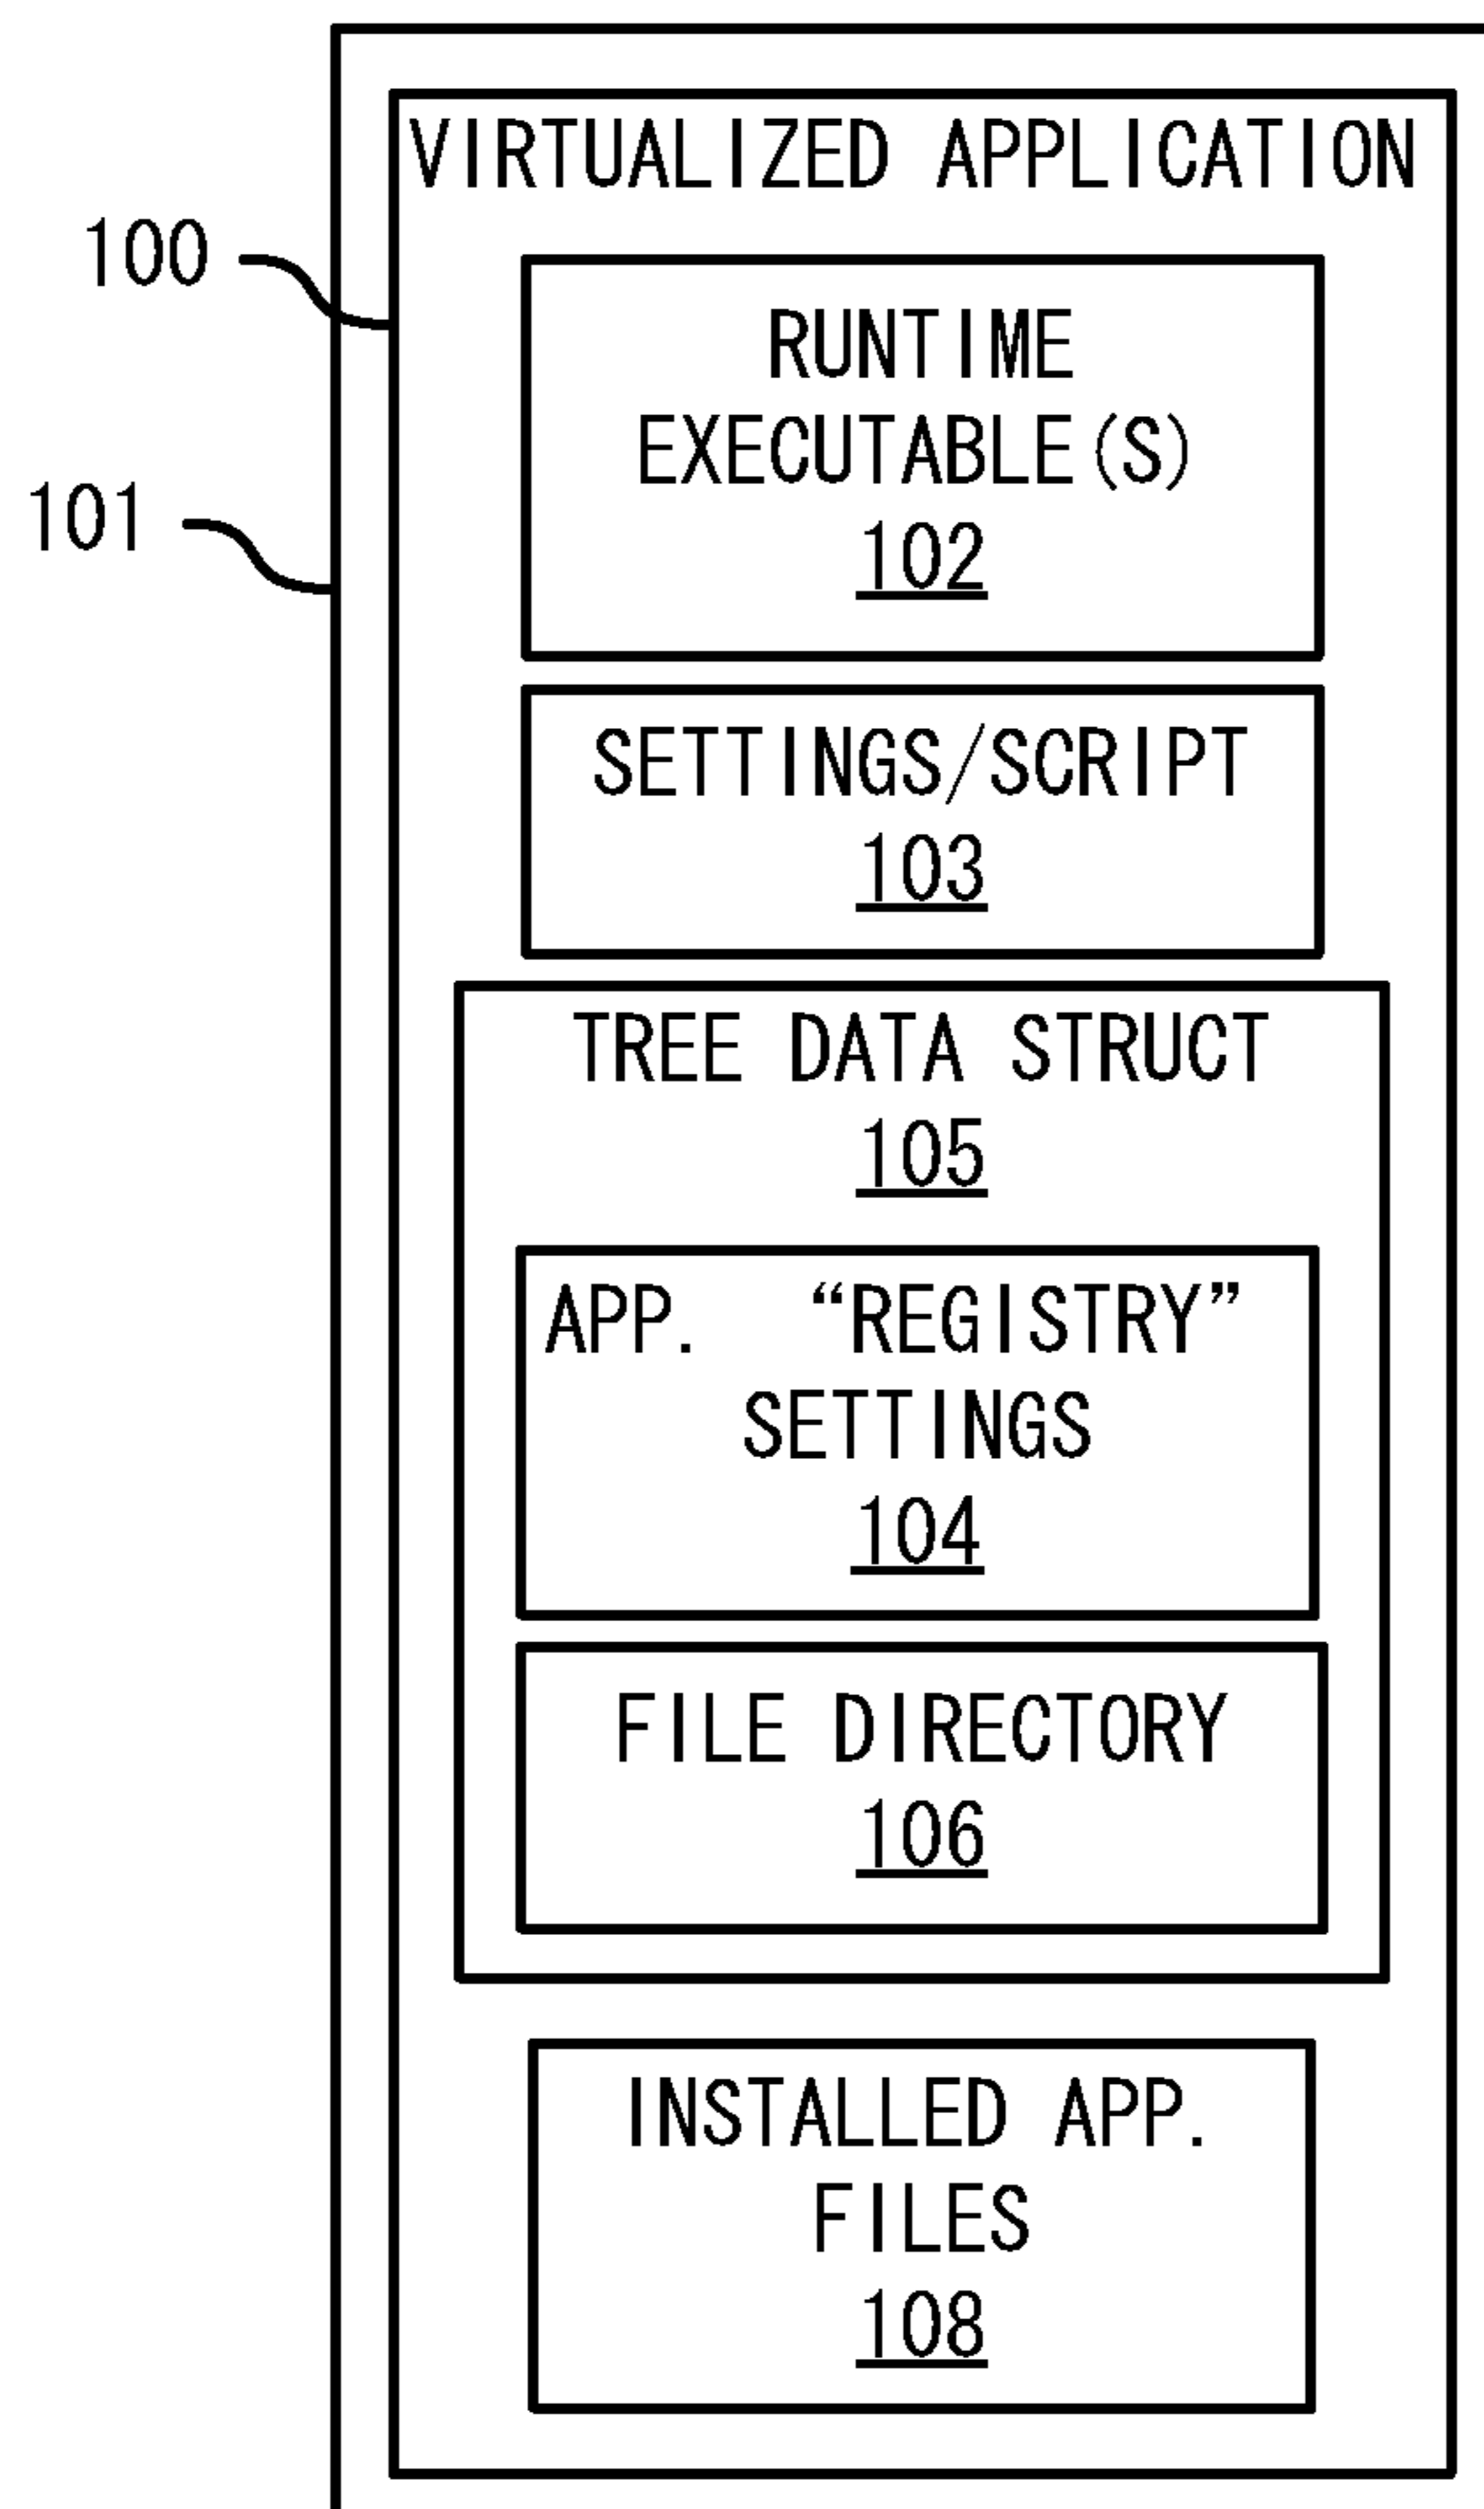 VIRTUALIZED APPLICATION
100
RUNTIME
EXECUTABLE(S)
102
101
SETTINGS/SCRIPT
103
TREE DATA STRUCT
105
APP. “REGISTRY”
SETTINGS
104
FILE DIRECTORY
106
INSTALLED APP.
FILES
108